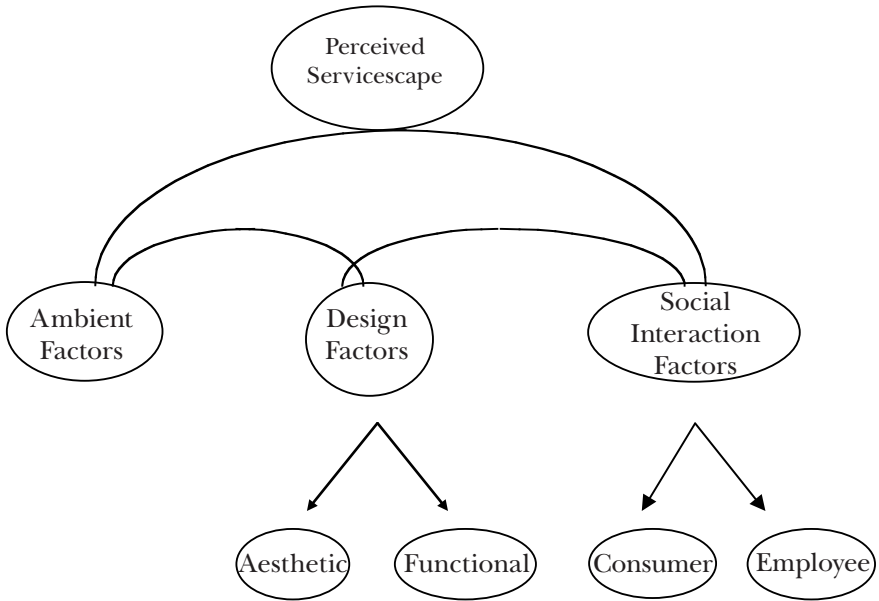 Perceived
Servicescape
Ambient
Factors
Design
Factors
Social
Interaction
Factors
Aesthetic
Functional
Consumer
Employee